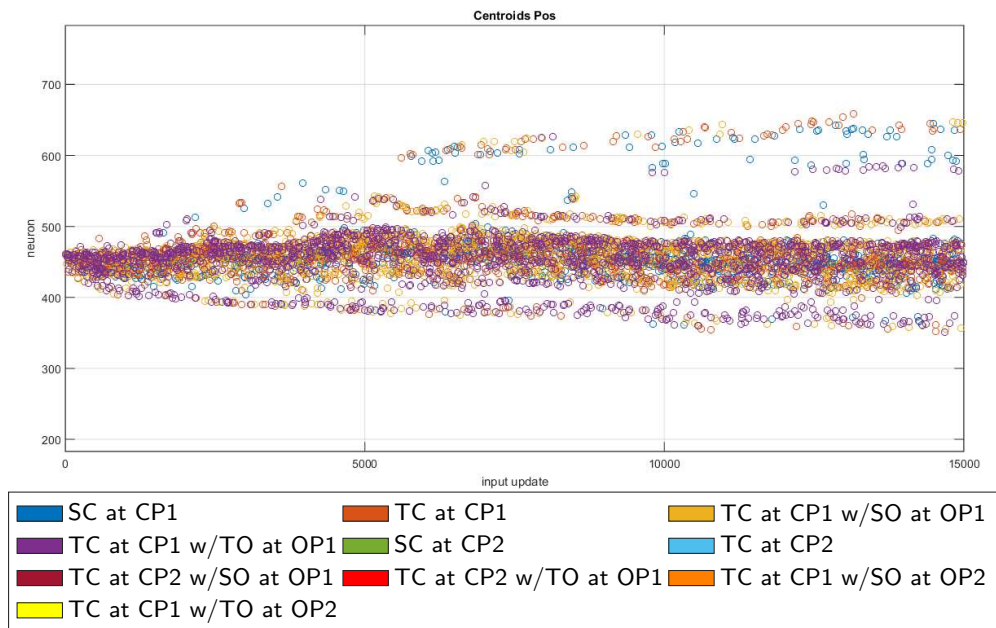 Centroids Pos
700
600
500
400
300
200
neuron
0 5000 10000 15000
input update
SC at CP1 TC at CP1 TC at CP1 w/SO at OP1
TC at CP1 w/TO at OP1 SC at CP2 TC at CP2
TC at CP2 w/SO at OP1 TC at CP2 w/TO at OP1 TC at CP1 w/SO at OP2
TC at CP1 w/TO at OP2